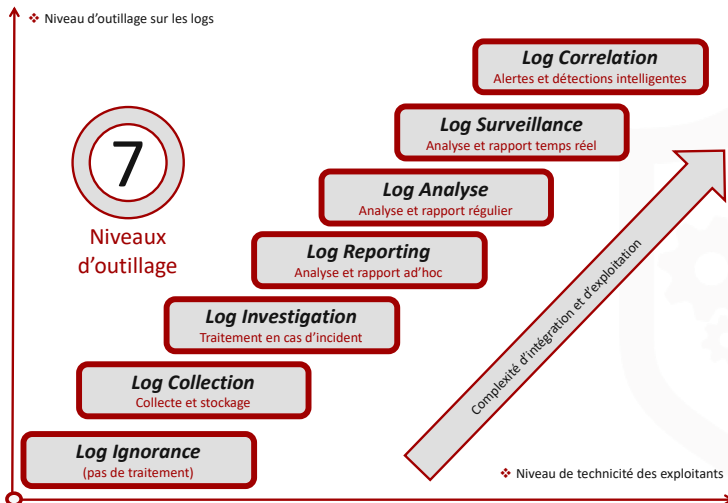 ❖ Niveau d'outillage sur les logs
Log Correlation
Alertes et détections intelligentes
Log Surveillance
Analyse et rapport temps réel
7
Niveaux
d'outillage
Log Analyse
Analyse et rapport régulier
Log Reporting
Analyse et rapport ad'hoc
Log Investigation
Traitement en cas d'incident
Complexité d'intégration et d'exploitation
Log Collection
Collecte et stockage
Log Ignorance
(pas de traitement)
❖ Niveau de technicité des exploitants